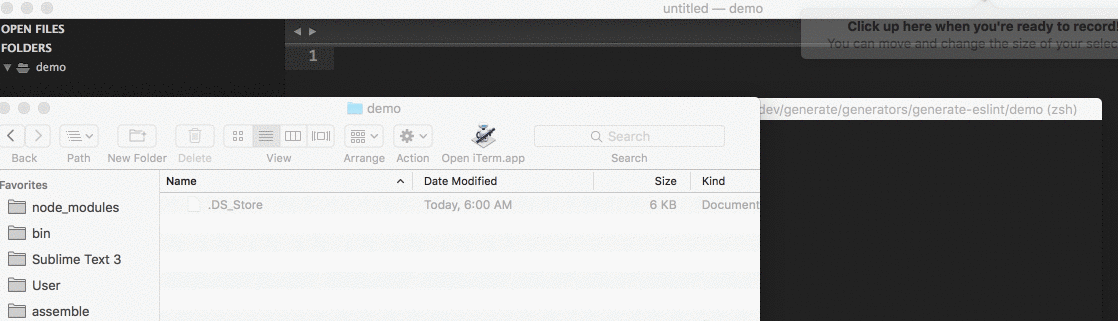 untitled — demo
OPEN FILES
FOLDERS
demo
1
Click up here when you're ready to record!
You can move and change the size of your selec
demo
dev/generate/generators/generate-eslint/demo (zsh)
Back Path New Folder Delete View Arrange Action Open iTerm.app Search
Search
Favorites
node_modules
bin
Sublime Text 3
User
assemble
Name Date Modified Size Kind
.DS_Store Today, 6:00 AM 6 KB Document